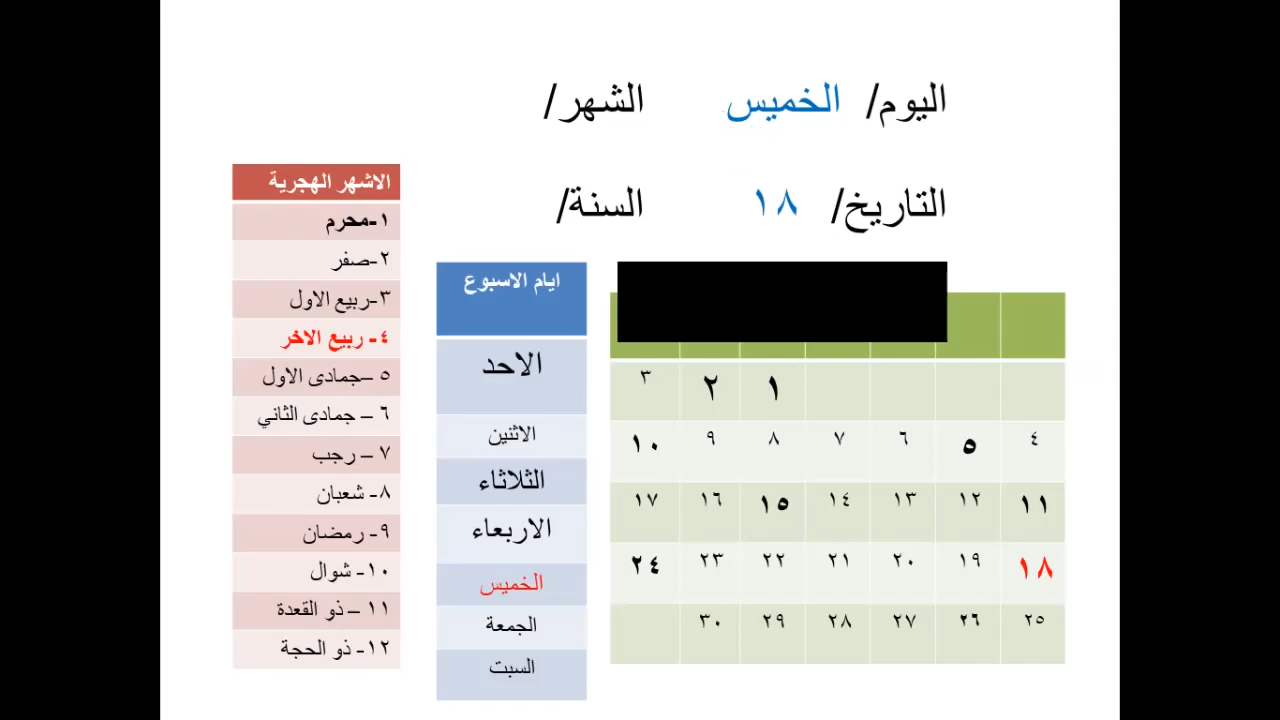 اليوم/ الخميس الشهر/
التاريخ/ ١٨ السنة/
١ ٢ ٣
٤ ٥ ٦ ٧ ٨ ٩ ١٠
١١ ١٢ ١٣ ١٤ ١٥ ١٦ ١٧
١٨ ١٩ ٢٠ ٢١ ٢٢ ٢٣ ٢٤
٢٥ ٢٦ ٢٧ ٢٨ ٢٩ ٣٠
ايام الاسبوع
الاحد
الاثنين
الثلاثاء
الاربعاء
الخميس
الجمعة
السبت
الاشهر الهجرية
١-محرم
٢-صفر
٣-ربيع الاول
٤- ربيع الاخر
٥ –جمادى الاول
٦ – جمادى الثاني
٧ – رجب
٨- شعبان
٩- رمضان
١٠- شوال
١١ – ذو القعدة
١٢- ذو الحجة